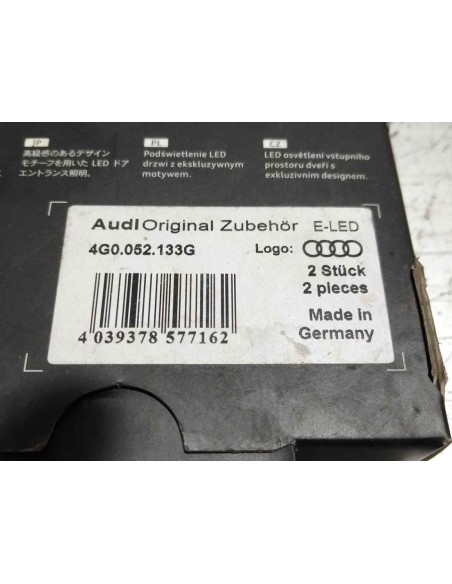 JP
高級感のあるデザイン
モチーフを用いた LED ドア
エントランス照明。
PL
Podświetlenie LED
drzwi z ekskluzywnym
motywem.
CZ
LED osvětlení vstupního
prostoru dveří s
exkluzivním designem.
Audi Original Zubehör E-LED
4G0.052.133G Logo:
2 Stück
2 pieces
Made in
Germany
4 039378 577162